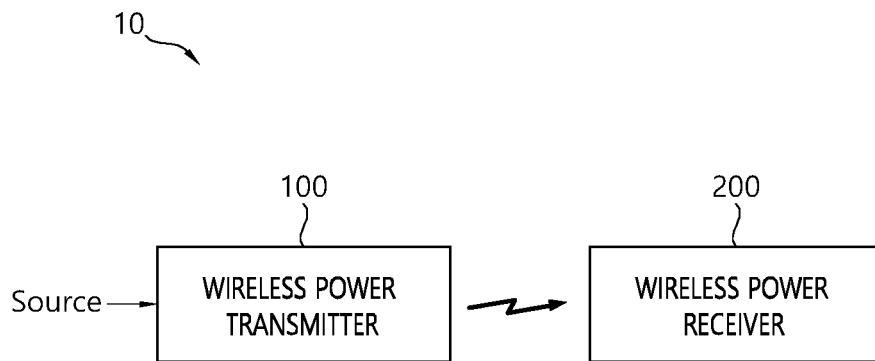 10
100
200
Source
WIRELESS POWER
TRANSMITTER
WIRELESS POWER
RECEIVER